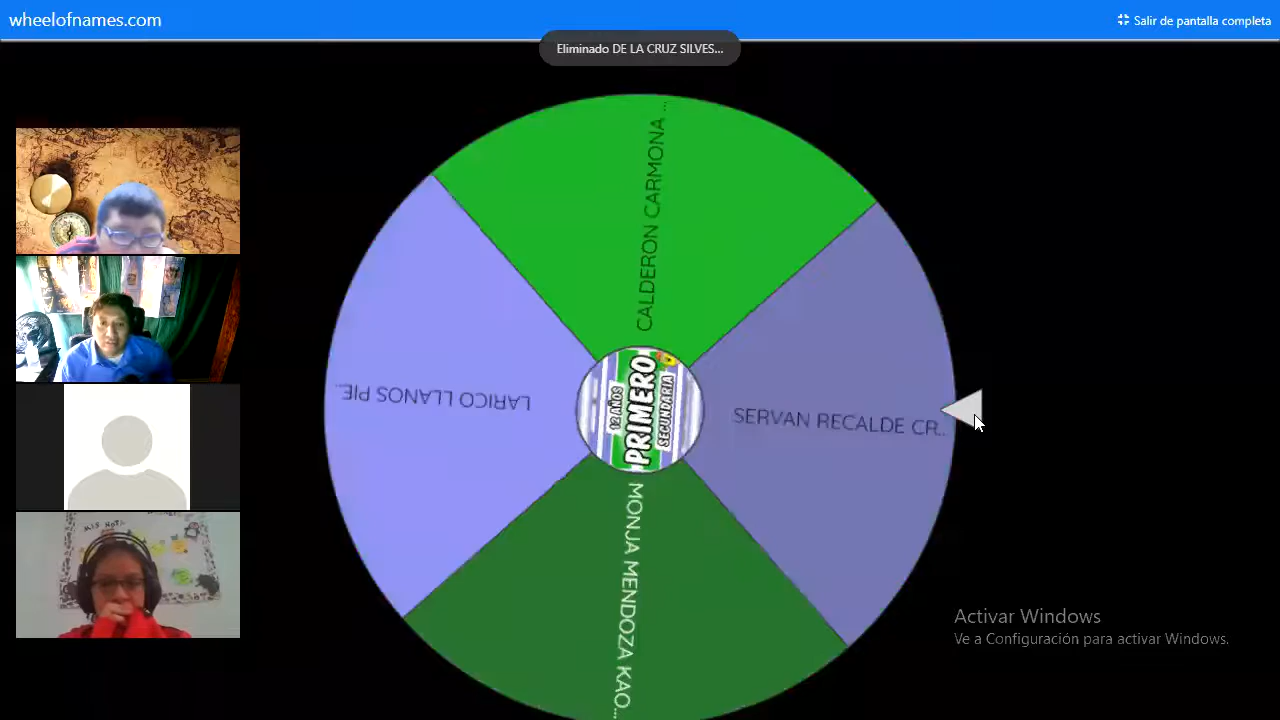 wheelofnames.com
Salir de pantalla completa
Eliminado DE LA CRUZ SILVES...
CALDERON CARMONA ...
SERVAN RECALDE CR..
LARICO LLANOS PIE..
12 AÑOS
PRIMERO
SECUNDARIA
MONJA MENDOZA KAO...
Activar Windows
Ve a Configuración para activar Windows.